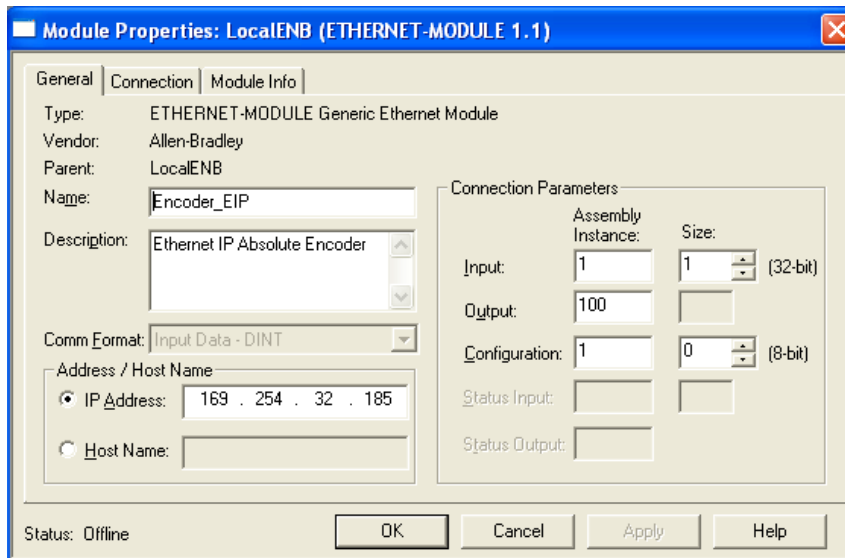 Module Properties: LocalENB (ETHERNET-MODULE 1.1)
General Connection Module Info
Type: ETHERNET-MODULE Generic Ethernet Module
Vendor: Allen-Bradley
Parent: LocalENB
Name: Encoder_EIP
Description: Ethernet IP Absolute Encoder
Comm Format: Input Data - DINT
Address / Host Name
IP Address: 169 . 254 . 32 . 185
Host Name:
Connection Parameters
Assembly
Instance: Size:
Input: 1 1 (32-bit)
Output: 100
Configuration: 1 0 (8-bit)
Status Input:
Status Output:
Status: Offline OK Cancel Apply Help